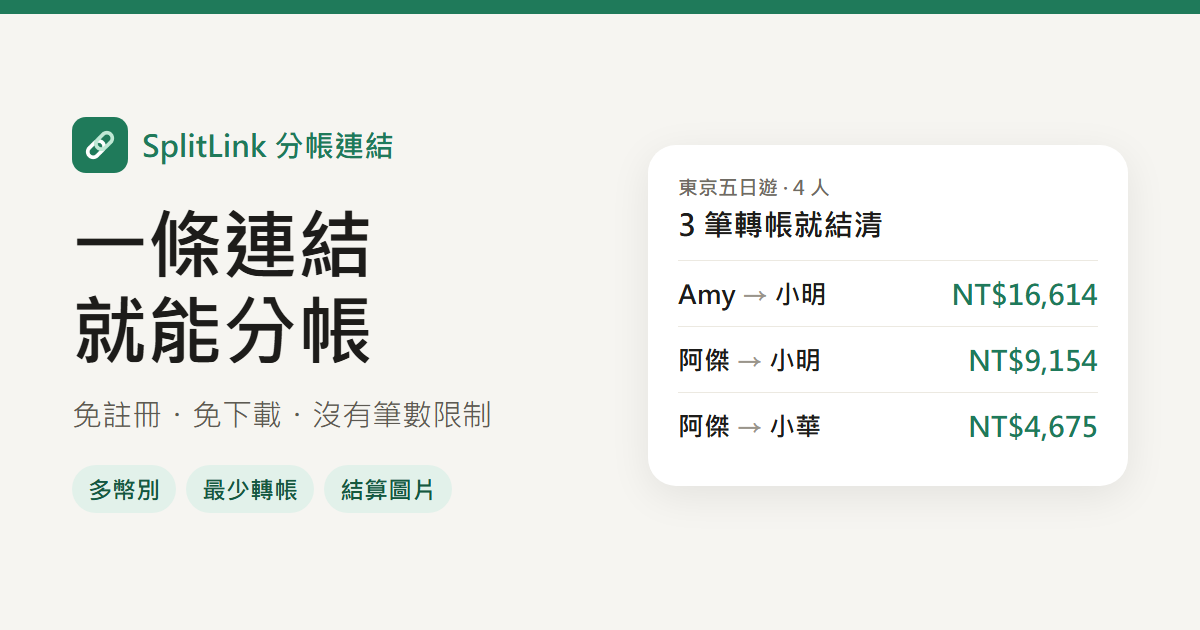 SplitLink 分帳連結
一條連結
就能分帳
免註冊 · 免下載 · 沒有筆數限制
多幣別 最少轉帳 結算圖片
東京五日遊 · 4 人
3 筆轉帳就結清
Amy → 小明 NT$16,614
阿傑 → 小明 NT$9,154
阿傑 → 小華 NT$4,675